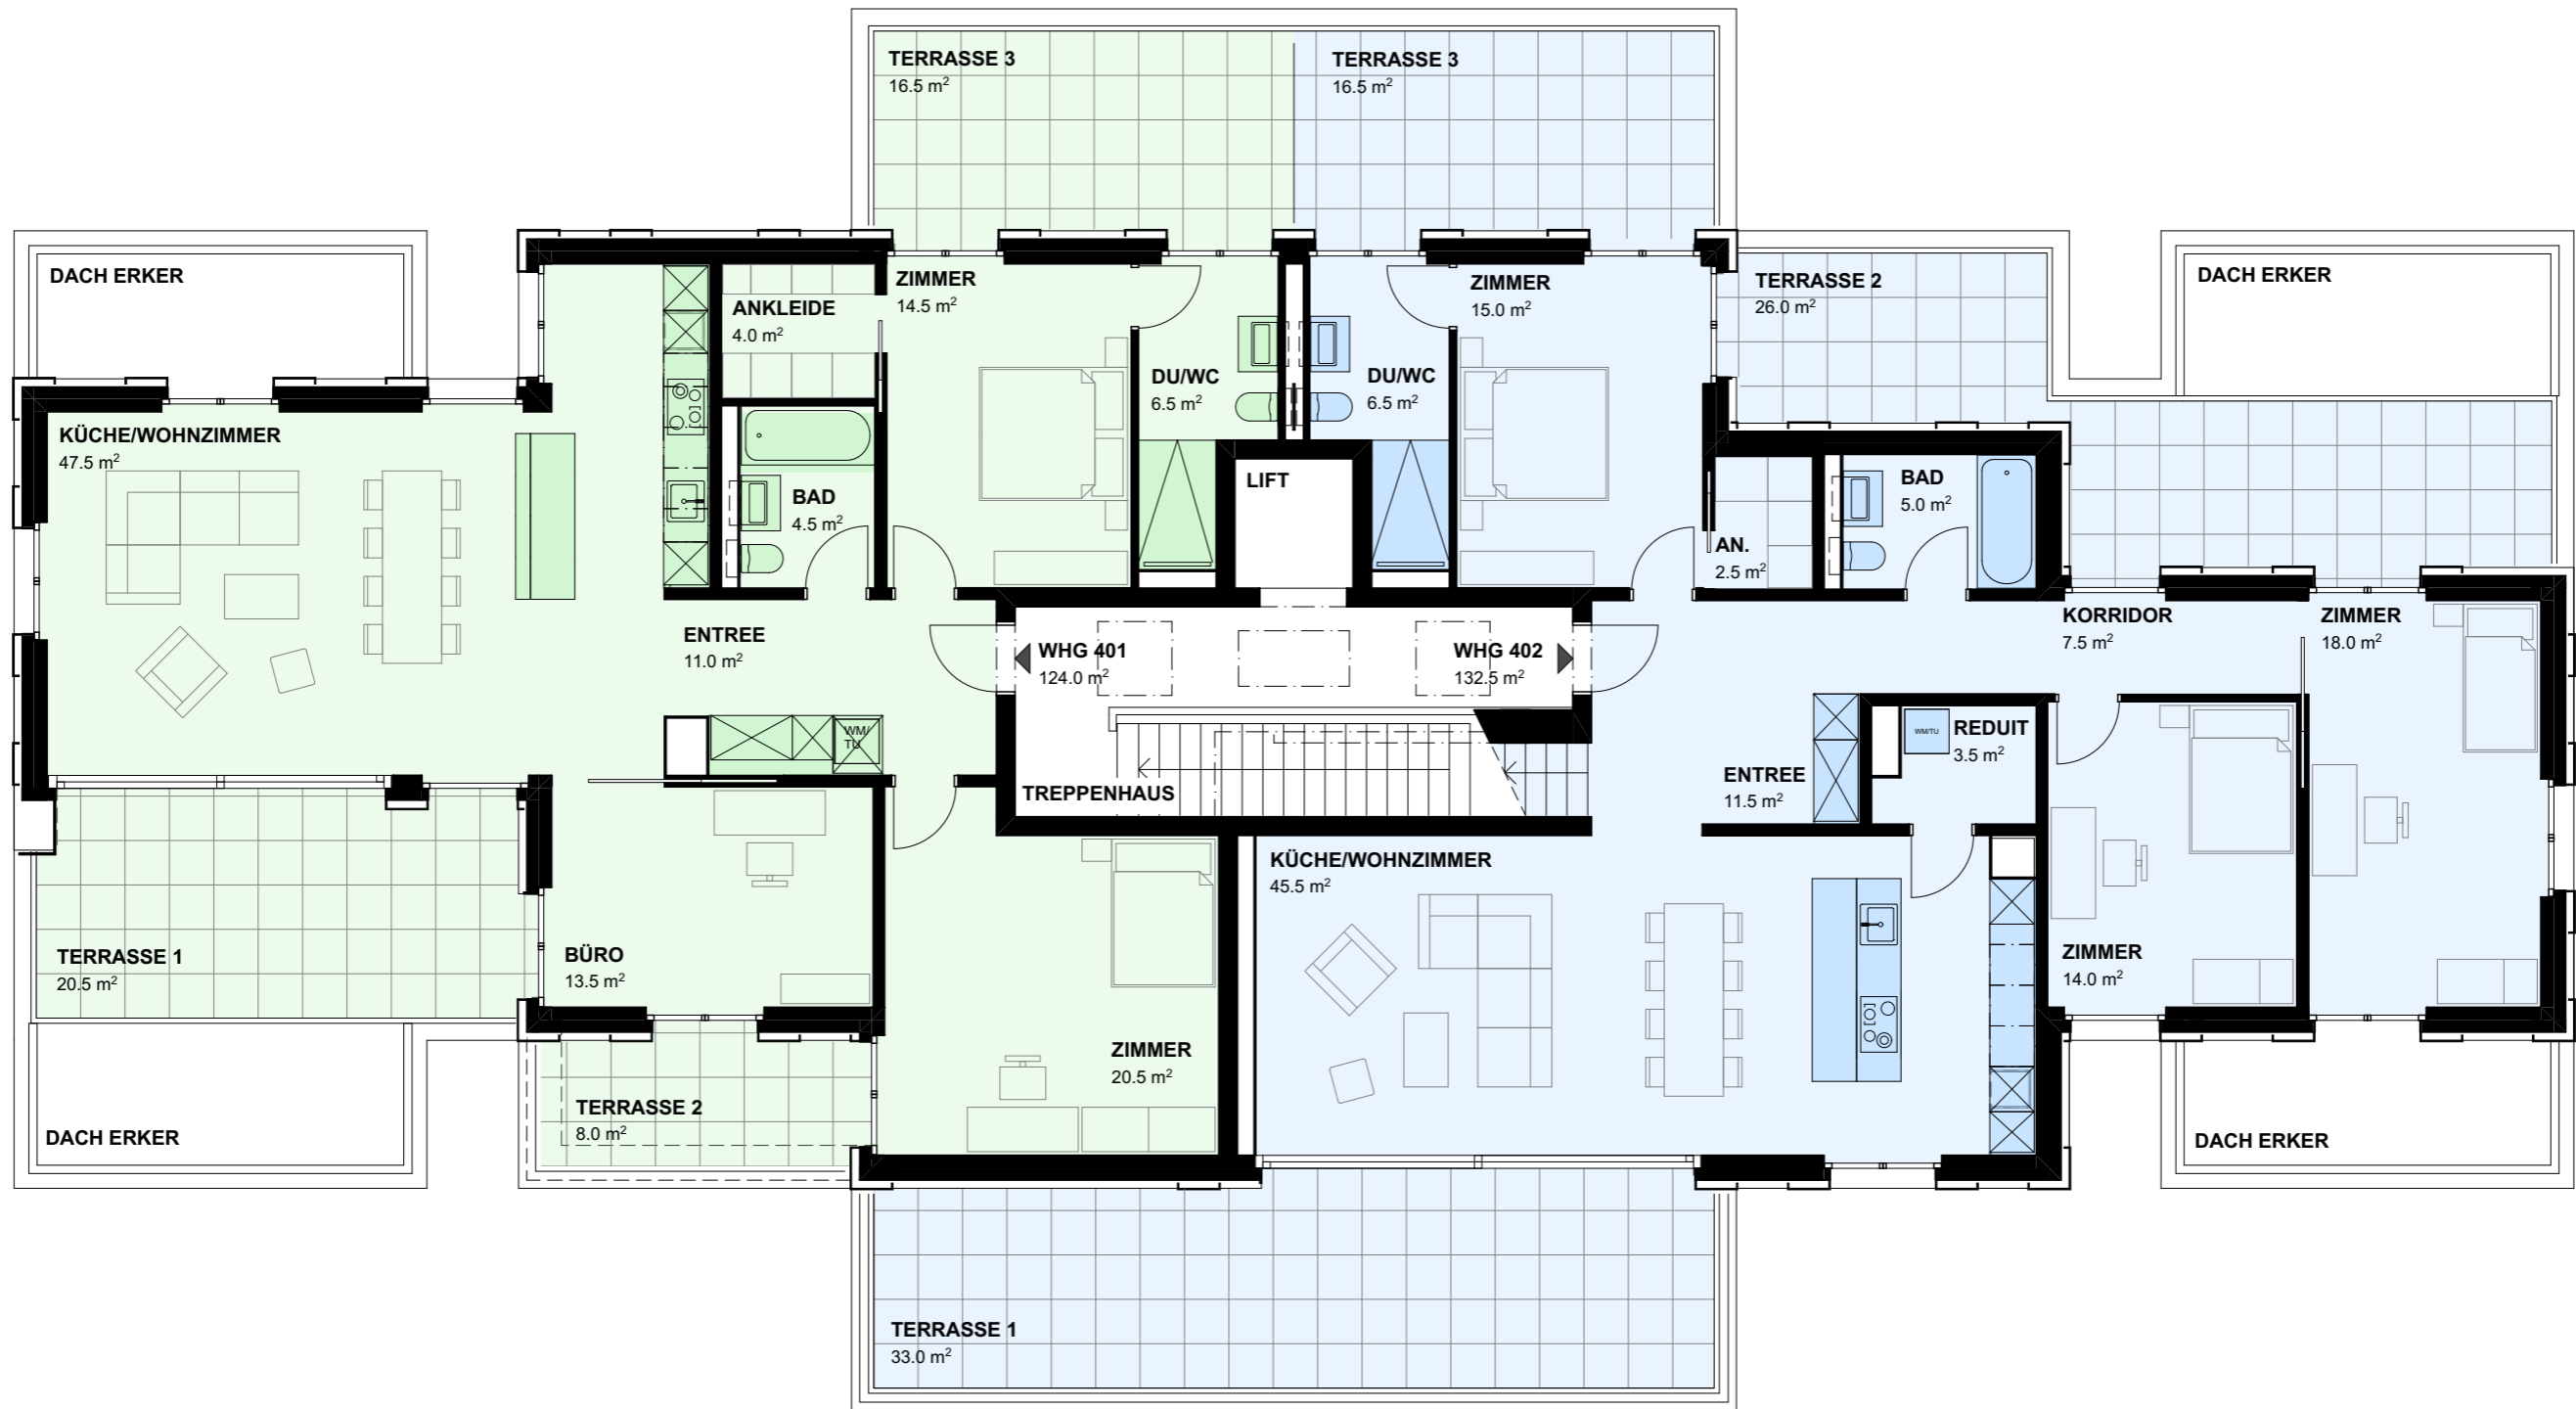 TERRASSE 3
16.5 m²
TERRASSE 3
16.5 m²
DACH ERKER
ANKLEIDE
4.0 m²
ZIMMER
14.5 m²
DU/WC
6.5 m²
DU/WC
6.5 m²
ZIMMER
15.0 m²
TERRASSE 2
26.0 m²
DACH ERKER
KÜCHE/WOHNZIMMER
47.5 m²
BAD
4.5 m²
LIFT
AN.
2.5 m²
BAD
5.0 m²
ENTREE
11.0 m²
WHG 401
124.0 m²
WHG 402
132.5 m²
KORRIDOR
7.5 m²
ZIMMER
18.0 m²
WM/
TU
TREPPENHAUS
ENTREE
11.5 m²
WM/TU
REDUIT
3.5 m²
TERRASSE 1
20.5 m²
BÜRO
13.5 m²
KÜCHE/WOHNZIMMER
45.5 m²
ZIMMER
14.0 m²
ZIMMER
20.5 m²
TERRASSE 2
8.0 m²
DACH ERKER
DACH ERKER
TERRASSE 1
33.0 m²